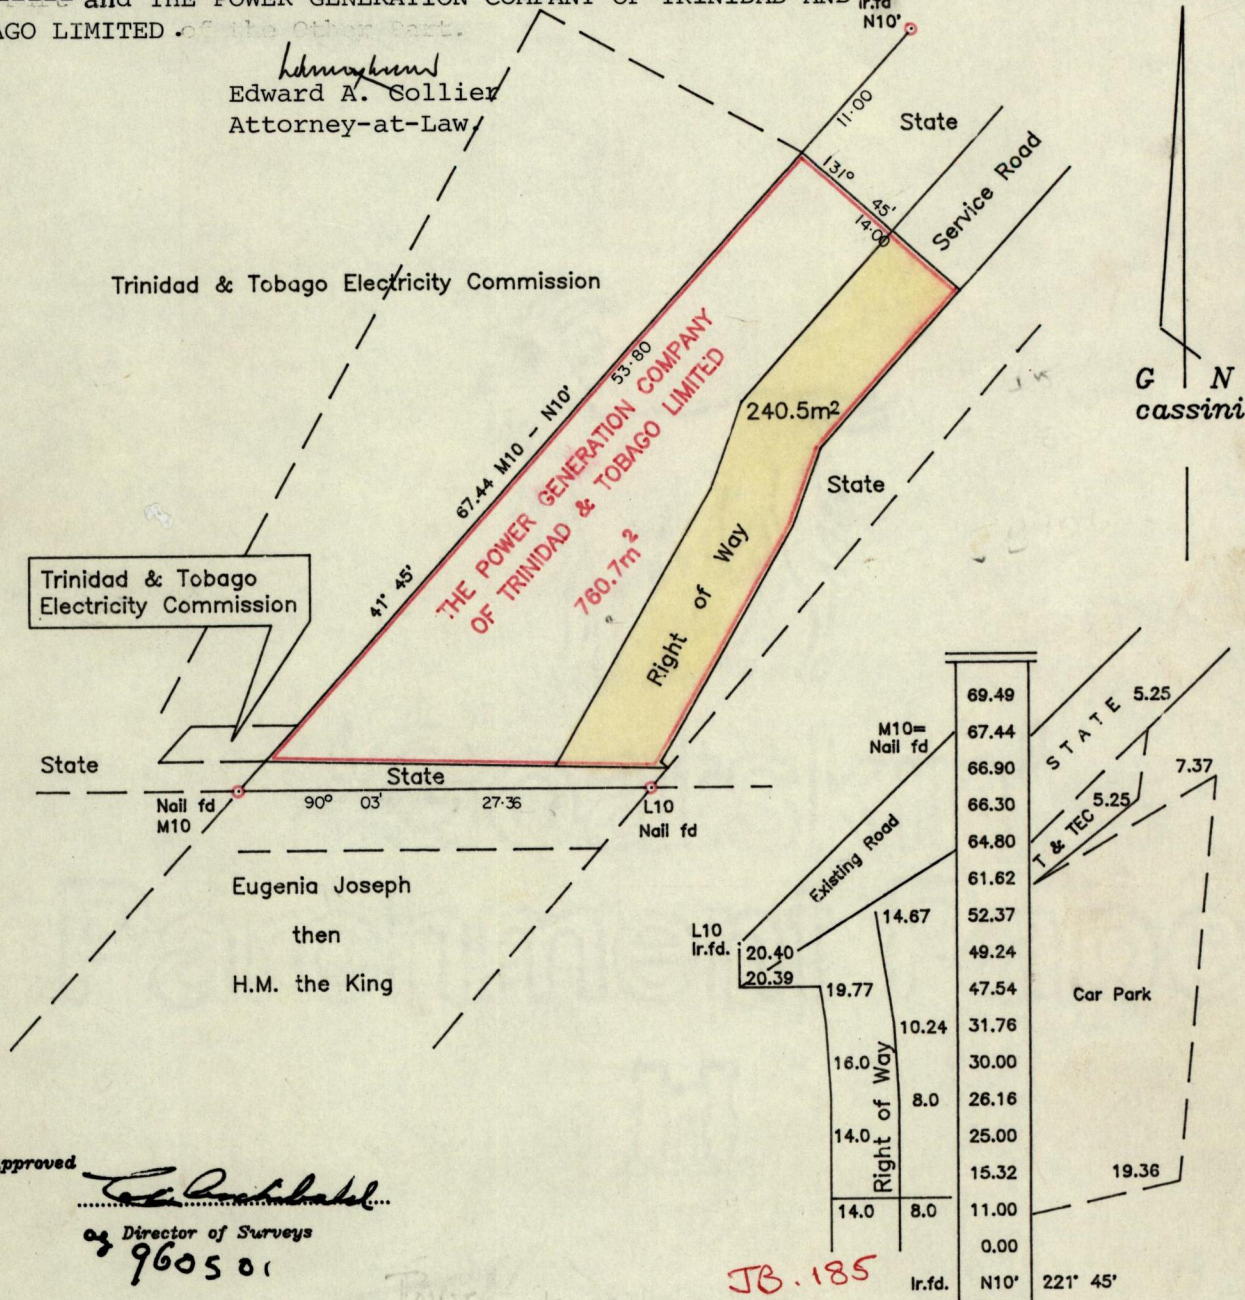 and THE POWER GENERATION COMPANY OF TRINIDAD AND
AGO LIMITED.
of the Other Part.
Edward A. Collier
Attorney-at-Law
Ir.fd
N10'
11·00
State
131° 45'
14·00
Service Road
Trinidad & Tobago Electricity Commission
G N
cassini
53·80
67.44 M10 - N10'
41° 45'
THE POWER GENERATION COMPANY
OF TRINIDAD & TOBAGO LIMITED
760.7m²
240.5m²
Right of Way
State
Trinidad & Tobago
Electricity Commission
State
State
Nail fd
M10
90° 03' 27·36
L10
Nail fd
Eugenia Joseph
then
H.M. the King
M10=
Nail fd
Existing Road
L10
Ir.fd.
20.40
20.39
19.77
14.67
10.24
16.0
8.0
14.0
Right of Way
14.0 8.0
69.49
67.44
66.90
66.30
64.80
61.62
52.37
49.24
47.54
31.76
30.00
26.16
25.00
15.32
11.00
0.00
Ir.fd. N10' 221° 45'
STATE 5.25
T & TEC 5.25
7.37
Car Park
19.36
pproved
ag Director of Surveys
960501
JB.185